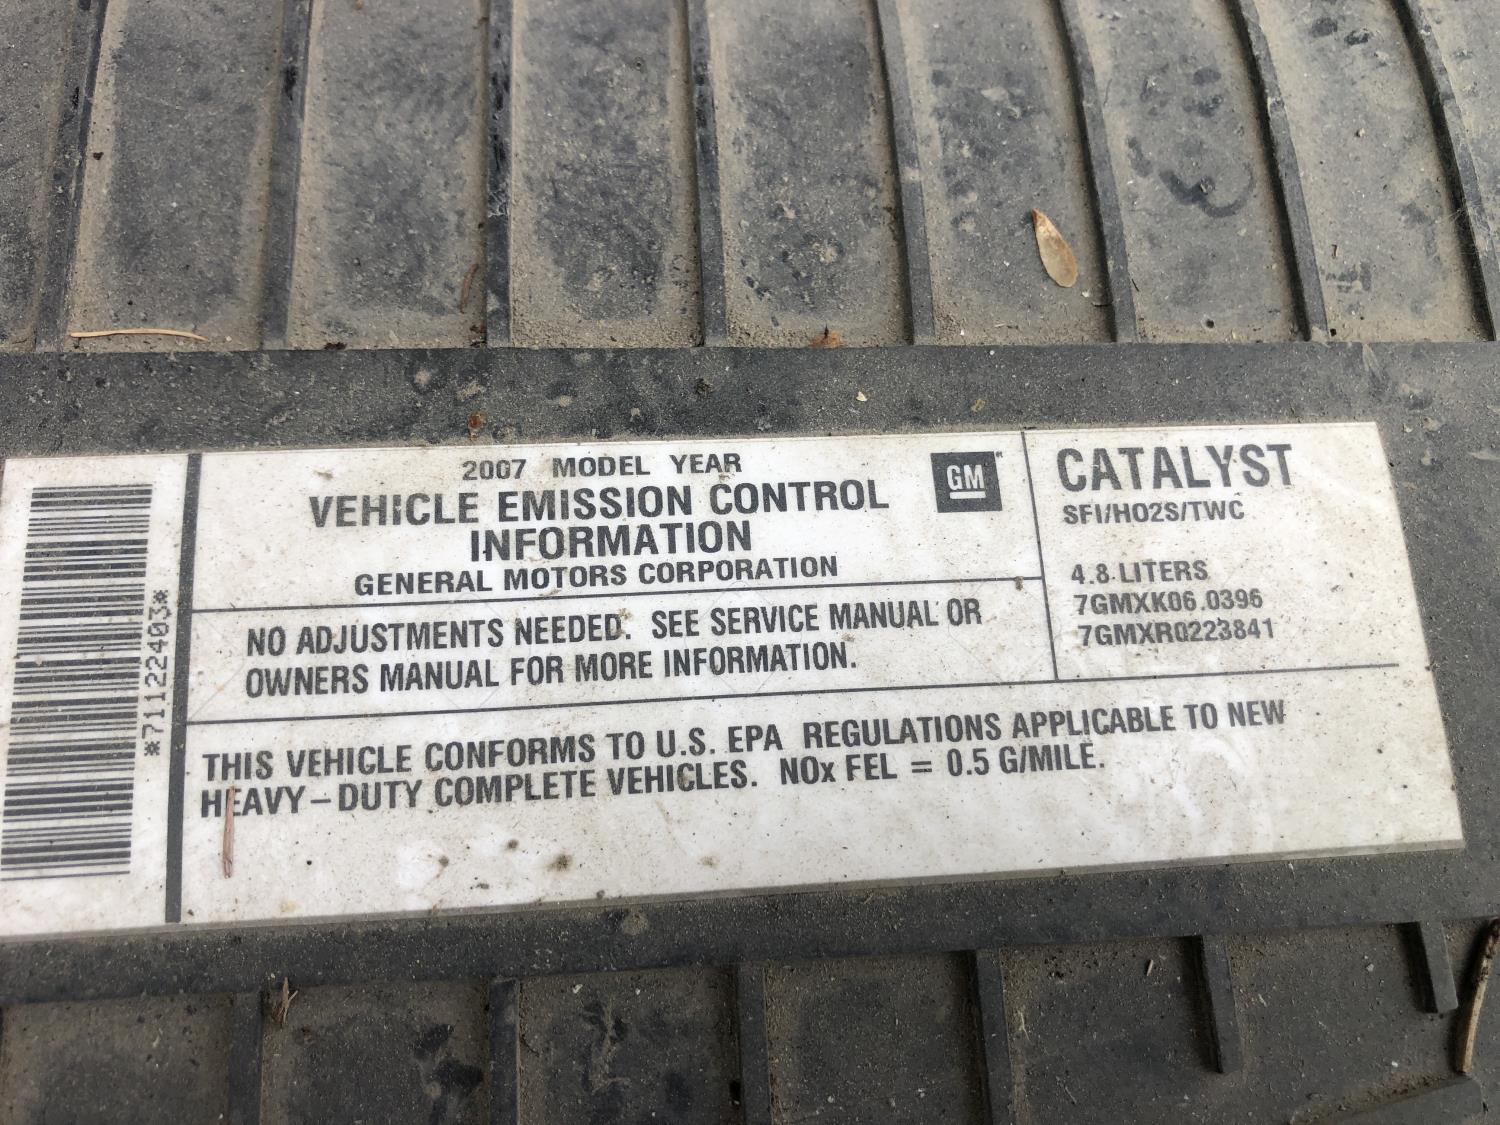 *71122403*
2007 MODEL YEAR
VEHICLE EMISSION CONTROL
INFORMATION
GENERAL MOTORS CORPORATION
GM
NO ADJUSTMENTS NEEDED. SEE SERVICE MANUAL OR
OWNERS MANUAL FOR MORE INFORMATION.
CATALYST
SFI/HO2S/TWC
4.8 LITERS
7GMXK06.0396
7GMXR0223841
THIS VEHICLE CONFORMS TO U.S. EPA REGULATIONS APPLICABLE TO NEW
HEAVY-DUTY COMPLETE VEHICLES. NOx FEL = 0.5 G/MILE.